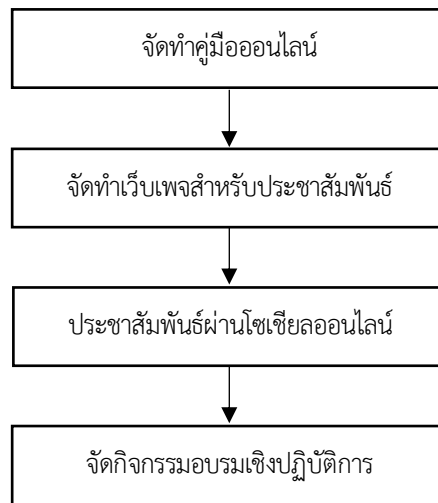 จัดทำคู่มือออนไลน์
จัดทำเว็บเพจสำหรับประชาสัมพันธ์
ประชาสัมพันธ์ผ่านโซเชียลออนไลน์
จัดกิจกรรมอบรมเชิงปฏิบัติการ